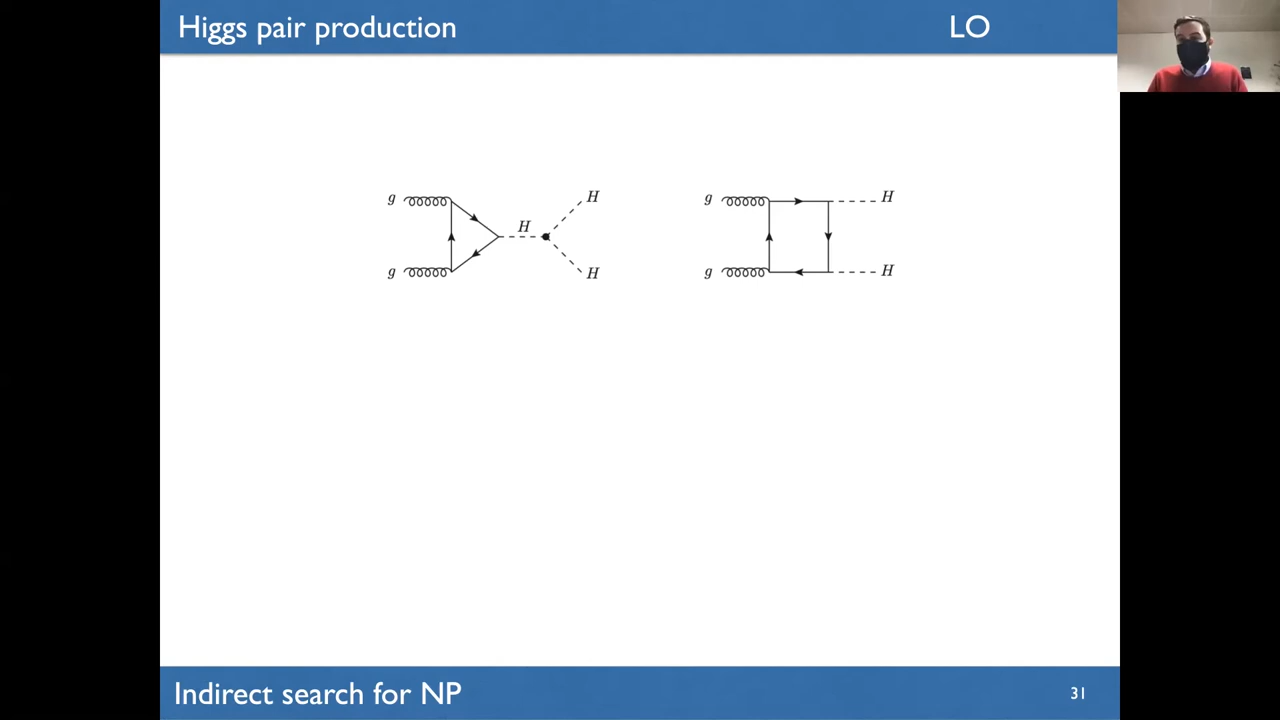 Higgs pair production LO
g H g H
H
g H g H
Indirect search for NP 31